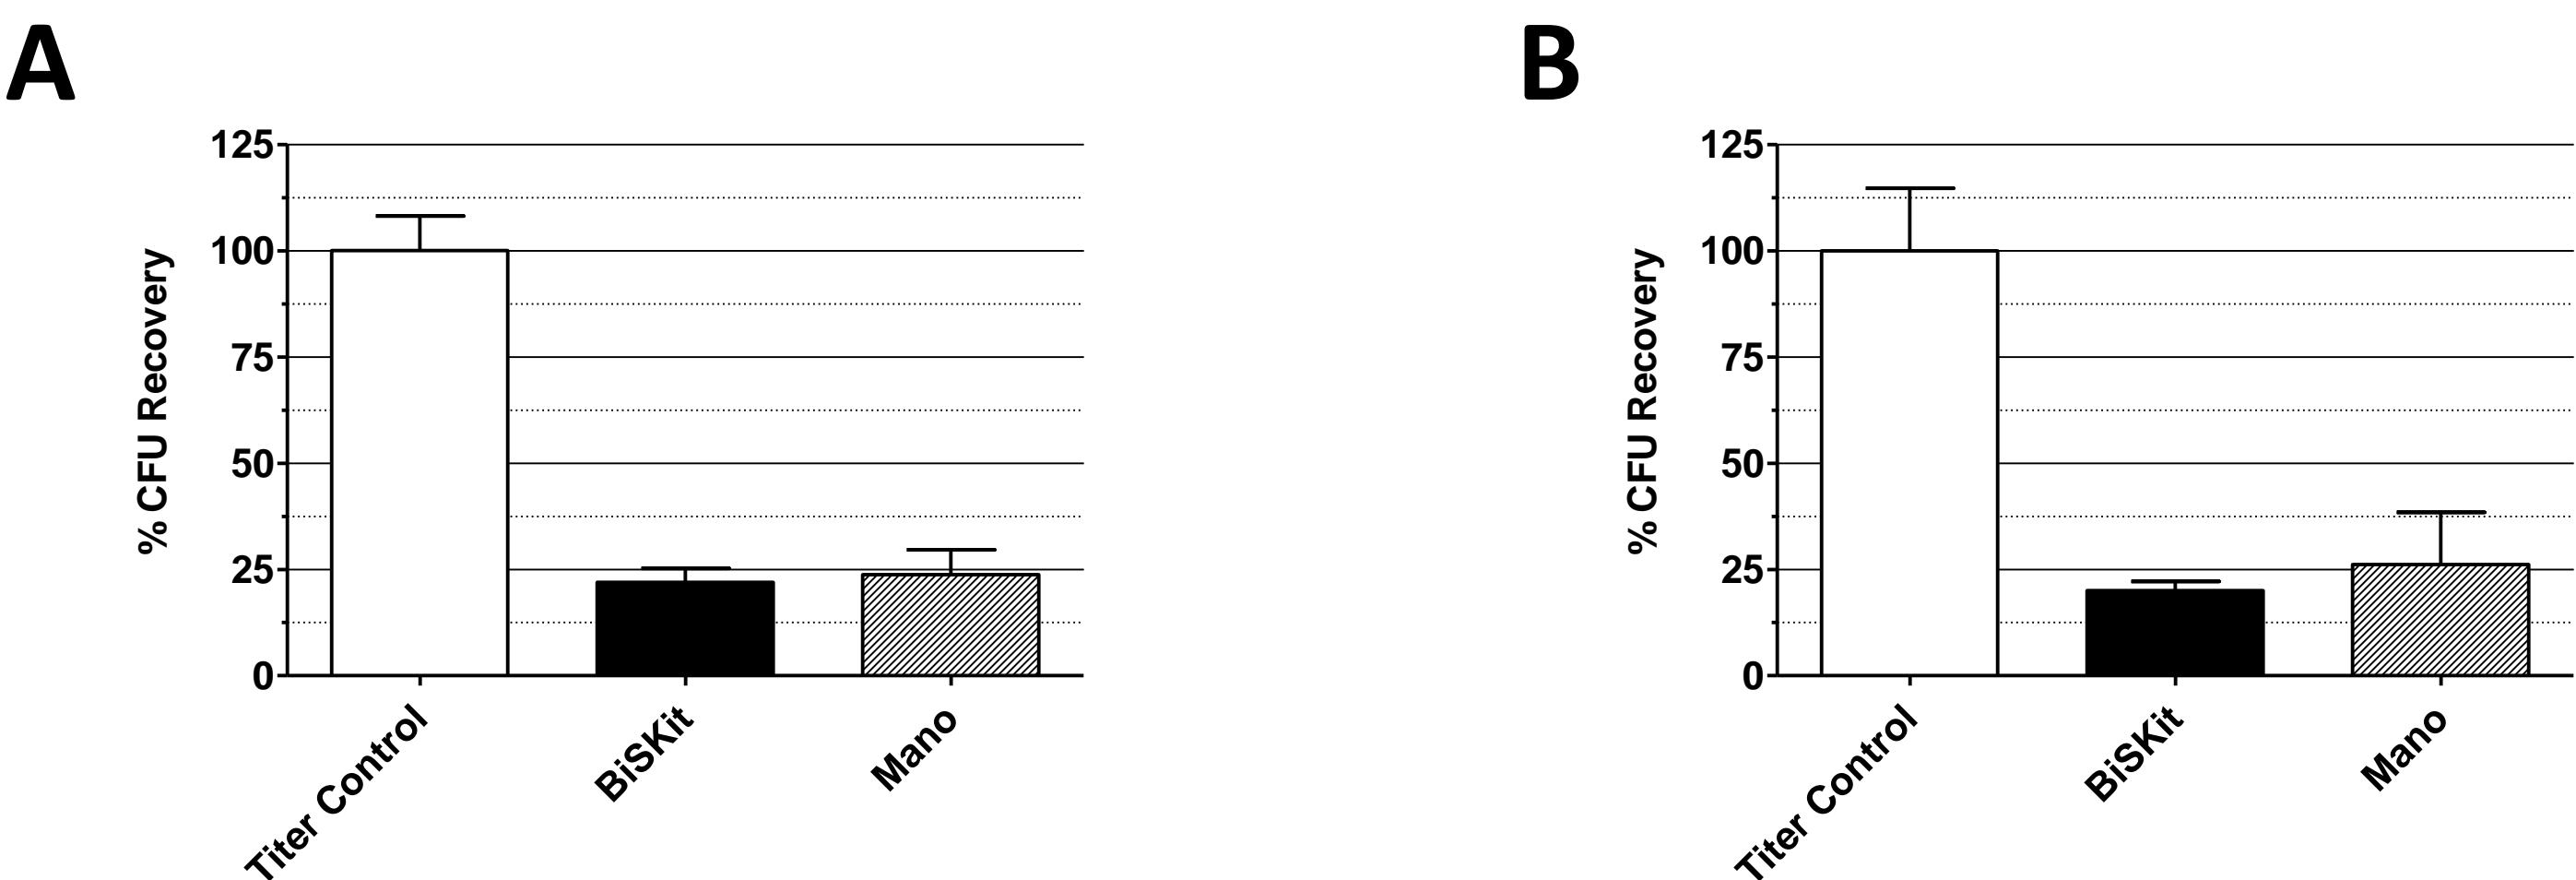 A
% CFU Recovery
125
100
75
50
25
0
Titer Control
BiSKit
Mano
B
% CFU Recovery
125
100
75
50
25
0
Titer Control
BiSKit
Mano